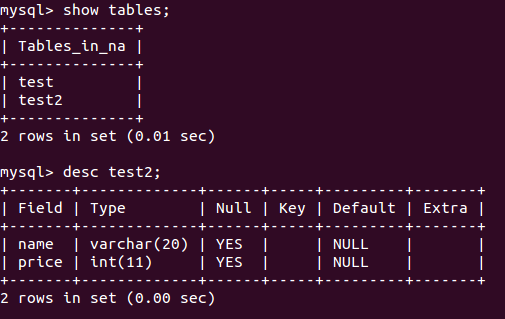 mysql> show tables;
+--------------+
| Tables_in_na |
+--------------+
| test         |
| test2        |
+--------------+
2 rows in set (0.01 sec)
mysql> desc test2;
+-------+-------------+------+-----+---------+-------+
| Field | Type        | Null | Key | Default | Extra |
+-------+-------------+------+-----+---------+-------+
| name  | varchar(20) | YES  |     | NULL    |       |
| price | int(11)     | YES  |     | NULL    |       |
+-------+-------------+------+-----+---------+-------+
2 rows in set (0.00 sec)